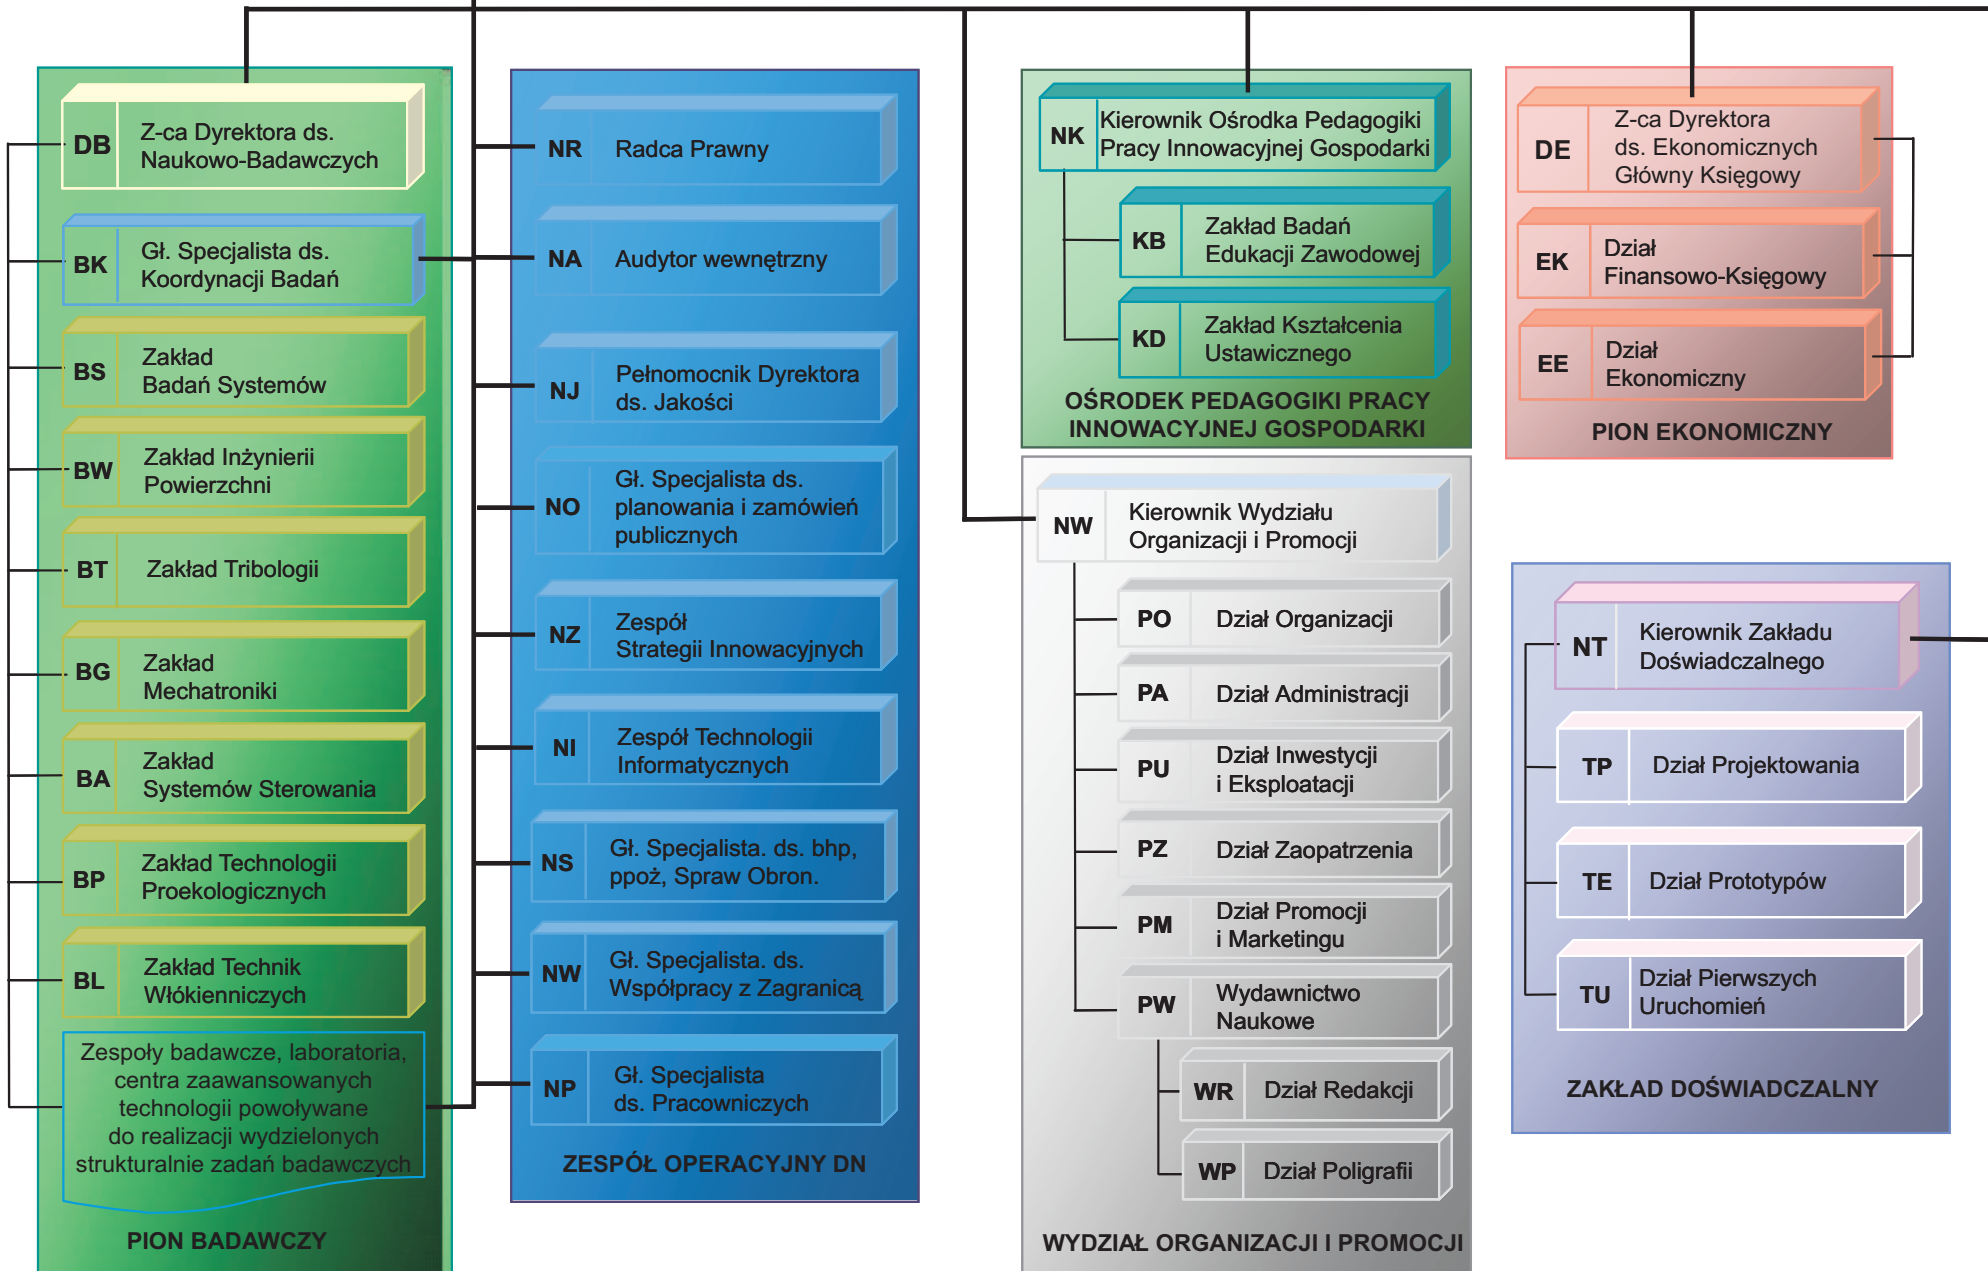 DB
Z-ca Dyrektora ds.
Naukowo-Badawczych
BK
Gł. Specjalista ds.
Koordynacji Badań
BS
Zakład
Badań Systemów
BW
Zakład Inżynierii
Powierzchni
BT
Zakład Tribologii
BG
Zakład
Mechatroniki
BA
Zakład
Systemów Sterowania
BP
Zakład Technologii
Proekologicznych
BL
Zakład Technik
Włókienniczych
Zespoły badawcze, laboratoria,
centra zaawansowanych
technologii powoływane
do realizacji wydzielonych
strukturalnie zadań badawczych
PION BADAWCZY
NR
Radca Prawny
NA
Audytor wewnętrzny
NJ
Pełnomocnik Dyrektora
ds. Jakości
NO
Gł. Specjalista ds.
planowania i zamówień
publicznych
NZ
Zespół
Strategii Innowacyjnych
NI
Zespół Technologii
Informatycznych
NS
Gł. Specjalista. ds. bhp,
ppoż, Spraw Obron.
NW
Gł. Specjalista. ds.
Współpracy z Zagranicą
NP
Gł. Specjalista
ds. Pracowniczych
ZESPÓŁ OPERACYJNY DN
NK
Kierownik Ośrodka Pedagogiki
Pracy Innowacyjnej Gospodarki
KB
Zakład Badań
Edukacji Zawodowej
KD
Zakład Kształcenia
Ustawicznego
OŚRODEK PEDAGOGIKI PRACY
INNOWACYJNEJ GOSPODARKI
NW
Kierownik Wydziału
Organizacji i Promocji
PO
Dział Organizacji
PA
Dział Administracji
PU
Dział Inwestycji
i Eksploatacji
PZ
Dział Zaopatrzenia
PM
Dział Promocji
i Marketingu
PW
Wydawnictwo
Naukowe
WR
Dział Redakcji
WP
Dział Poligrafii
WYDZIAŁ ORGANIZACJI I PROMOCJI
DE
Z-ca Dyrektora
ds. Ekonomicznych
Główny Księgowy
EK
Dział
Finansowo-Księgowy
EE
Dział
Ekonomiczny
PION EKONOMICZNY
NT
Kierownik Zakładu
Doświadczalnego
TP
Dział Projektowania
TE
Dział Prototypów
TU
Dział Pierwszych
Uruchomień
ZAKŁAD DOŚWIADCZALNY